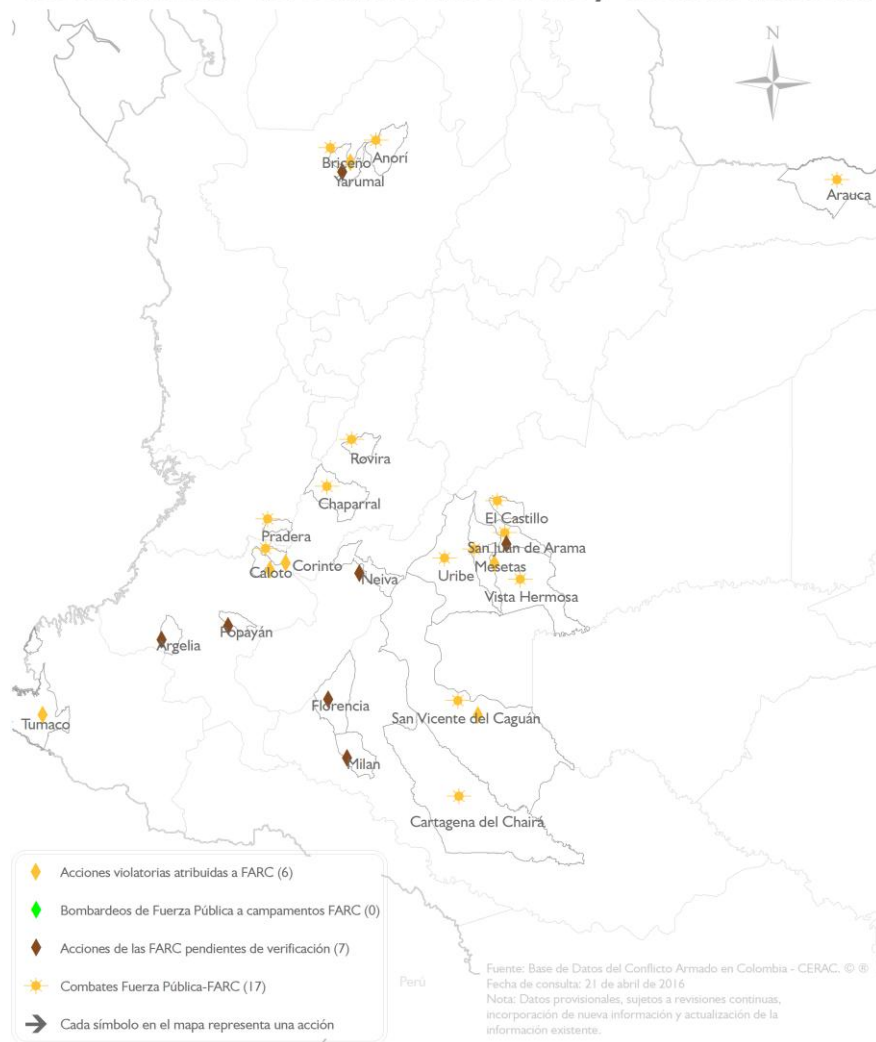 N
Briceño
Anorí
Yarumal
Arauca
Rovira
Chaparral
El Castillo
Pradera
San Juan de Arama
Corinto
Caloto
Neiva
Uribe
Mesetas
Vista Hermosa
Popayán
Argelia
Florencia
San Vicente del Caguán
Tumaco
Milan
Cartagena del Chairá
Acciones violatorias atribuidas a FARC (6)
Bombardeos de Fuerza Pública a campamentos FARC (0)
Acciones de las FARC pendientes de verificación (7)
Combates Fuerza Pública-FARC (17)
Cada símbolo en el mapa representa una acción
Perú
Fuente: Base de Datos del Conflicto Armado en Colombia - CERAC. © ®
Fecha de consulta: 21 de abril de 2016
Nota: Datos provisionales, sujetos a revisiones continuas,
incorporación de nueva información y actualización de la
información existente.